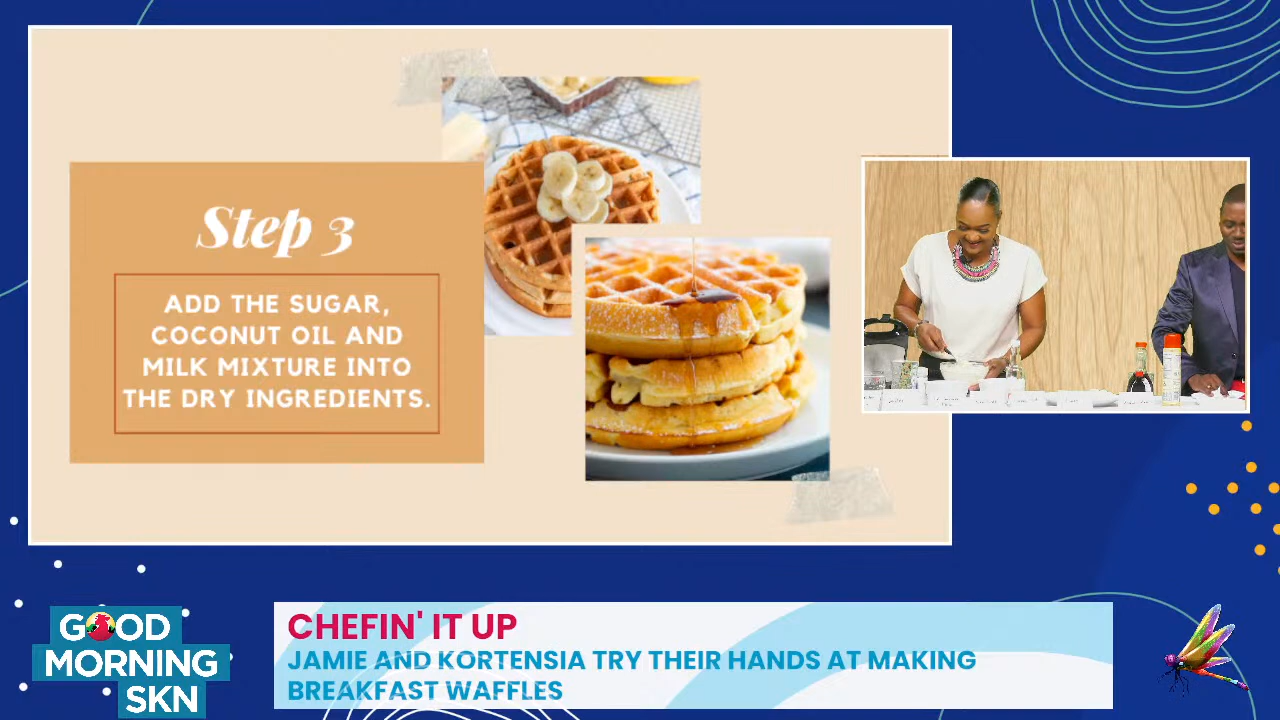 Step 3
ADD THE SUGAR,
COCONUT OIL AND
MILK MIXTURE INTO
THE DRY INGREDIENTS.
CHEFIN' IT UP
JAMIE AND KORTENSIA TRY THEIR HANDS AT MAKING
BREAKFAST WAFFLES
GOOD
MORNING
SKN